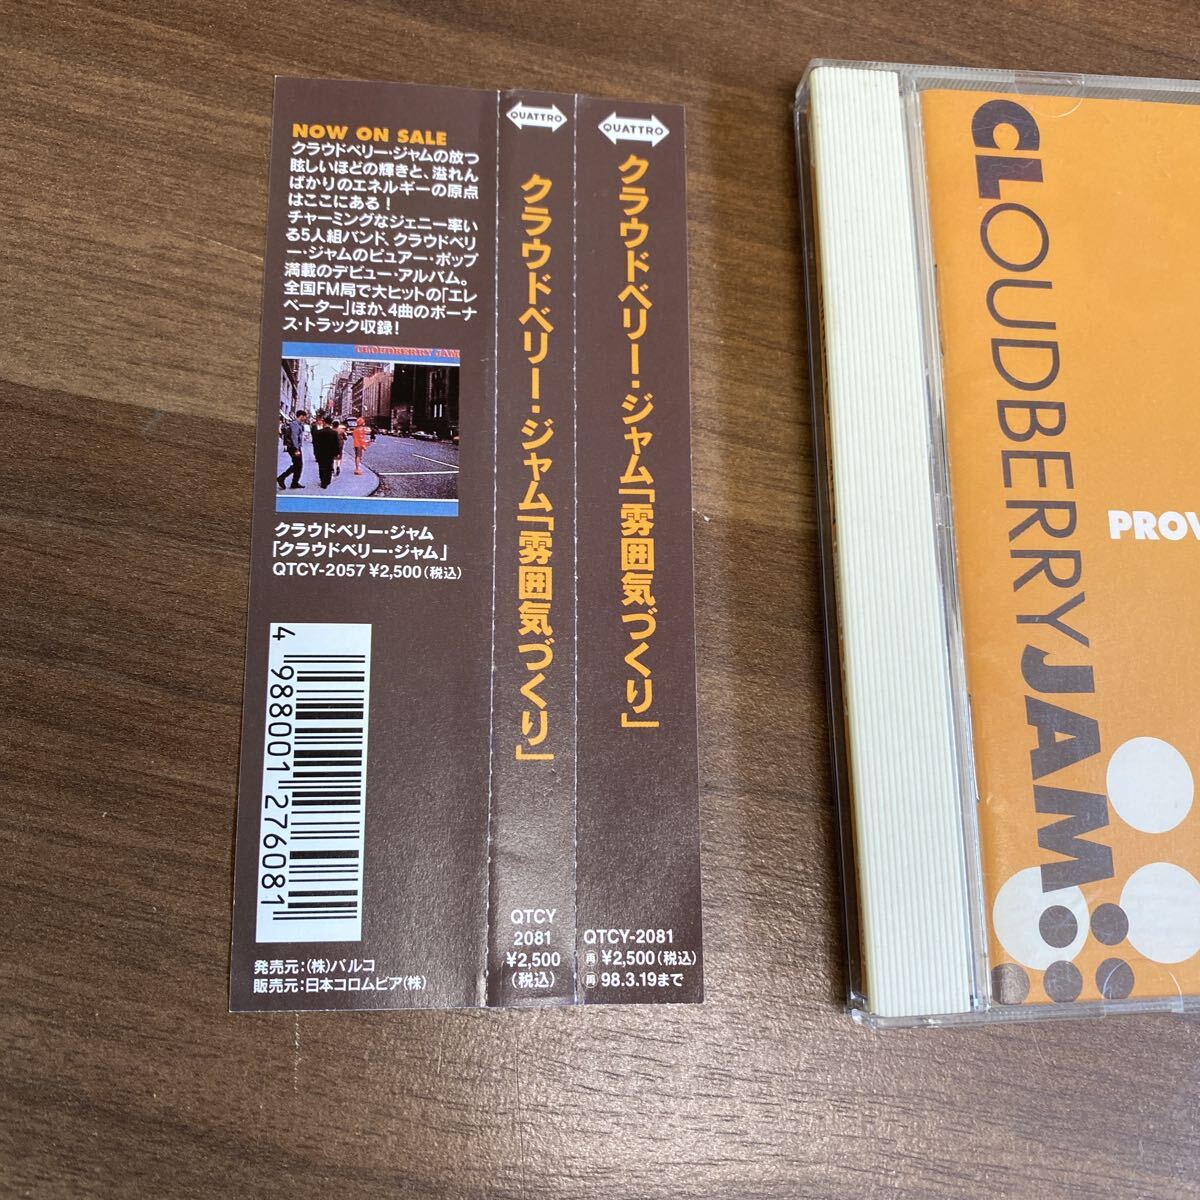 NOW ON SALE
クラウドベリー・ジャムの放つ
眩しいほどの輝きと、溢れん
ばかりのエネルギーの原点
はここにある!
チャーミングなジェニー率い
る5人組バンド、クラウドベリ
ー・ジャムのピュアー・ポップ
満載のデビュー・アルバム。
全国FM局で大ヒットの「エレ
ベーター」ほか、4曲のボーナ
ス・トラック収録!
CLOUDBERRY JAM
クラウドベリー・ジャム
「クラウドベリー・ジャム」
QTCY-2057 ¥2,500(税込)
4 988001 276081
発売元:(株)パルコ
販売元:日本コロムビア(株)
QUATTRO
クラウドベリー・ジャム「雰囲気づくり」
QTCY
2081
¥2,500
(税込)
QUATTRO
クラウドベリー・ジャム「雰囲気づくり」
QTCY-2081
再 ¥2,500(税込)
再 98.3.19まで
CLOUDBERRYJAM
PROV